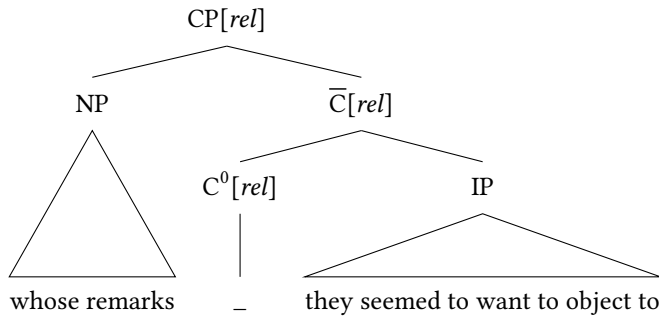 CP[rel]
NP C̅[rel]
C⁰[rel] IP
whose remarks _ they seemed to want to object to